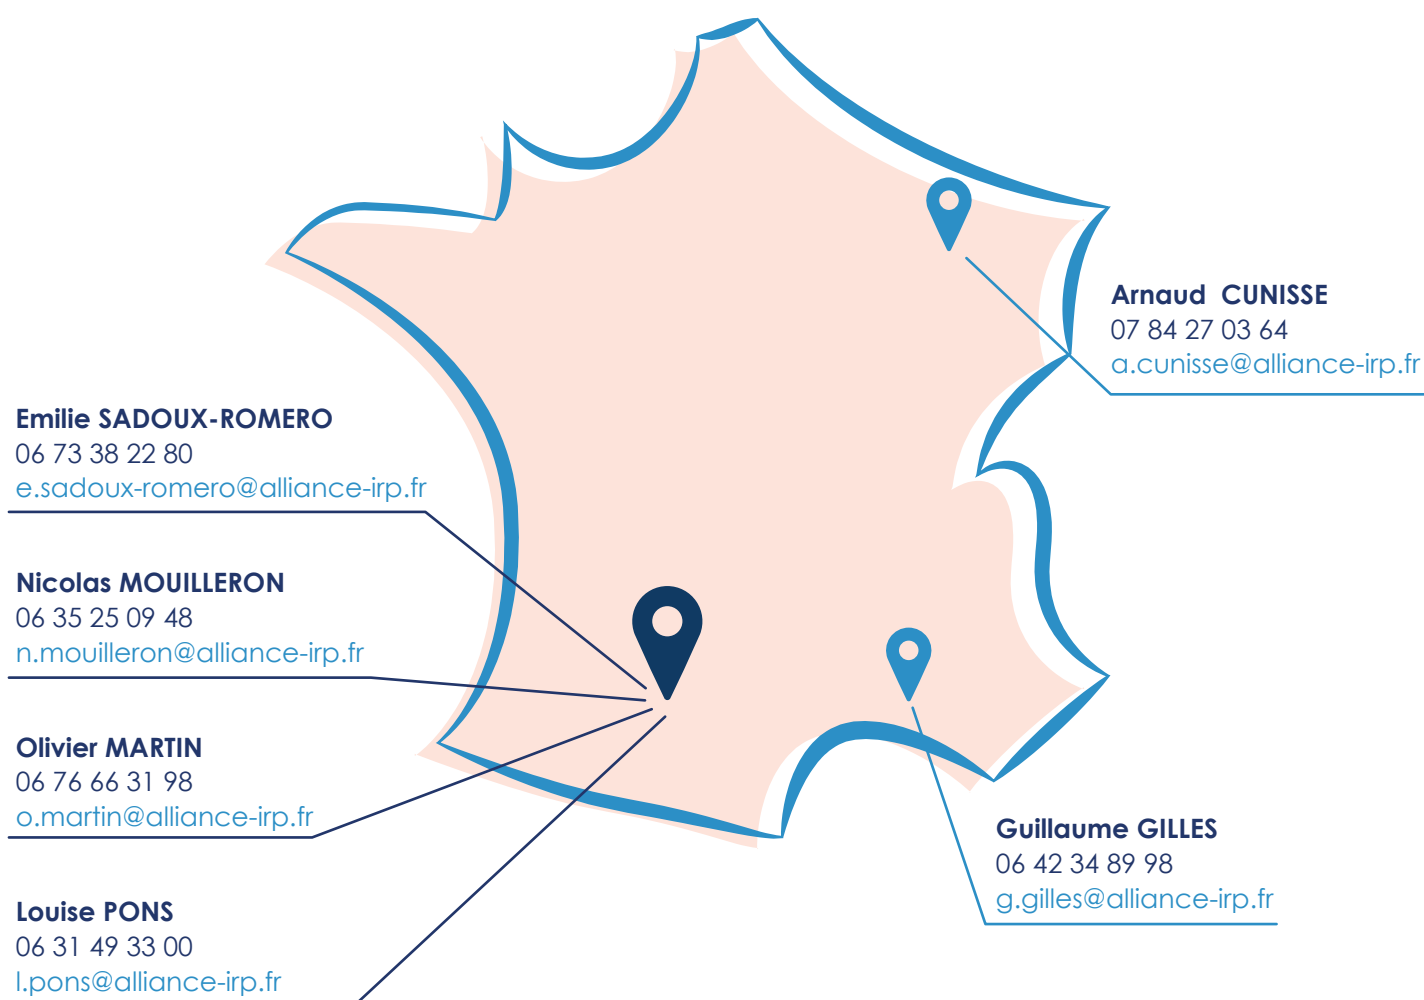 Arnaud CUNISSE
07 84 27 03 64
a.cunisse@alliance-irp.fr
Emilie SADOUX-ROMERO
06 73 38 22 80
e.sadoux-romero@alliance-irp.fr
Nicolas MOUILLERON
06 35 25 09 48
n.mouilleron@alliance-irp.fr
Olivier MARTIN
06 76 66 31 98
o.martin@alliance-irp.fr
Guillaume GILLES
06 42 34 89 98
g.gilles@alliance-irp.fr
Louise PONS
06 31 49 33 00
l.pons@alliance-irp.fr